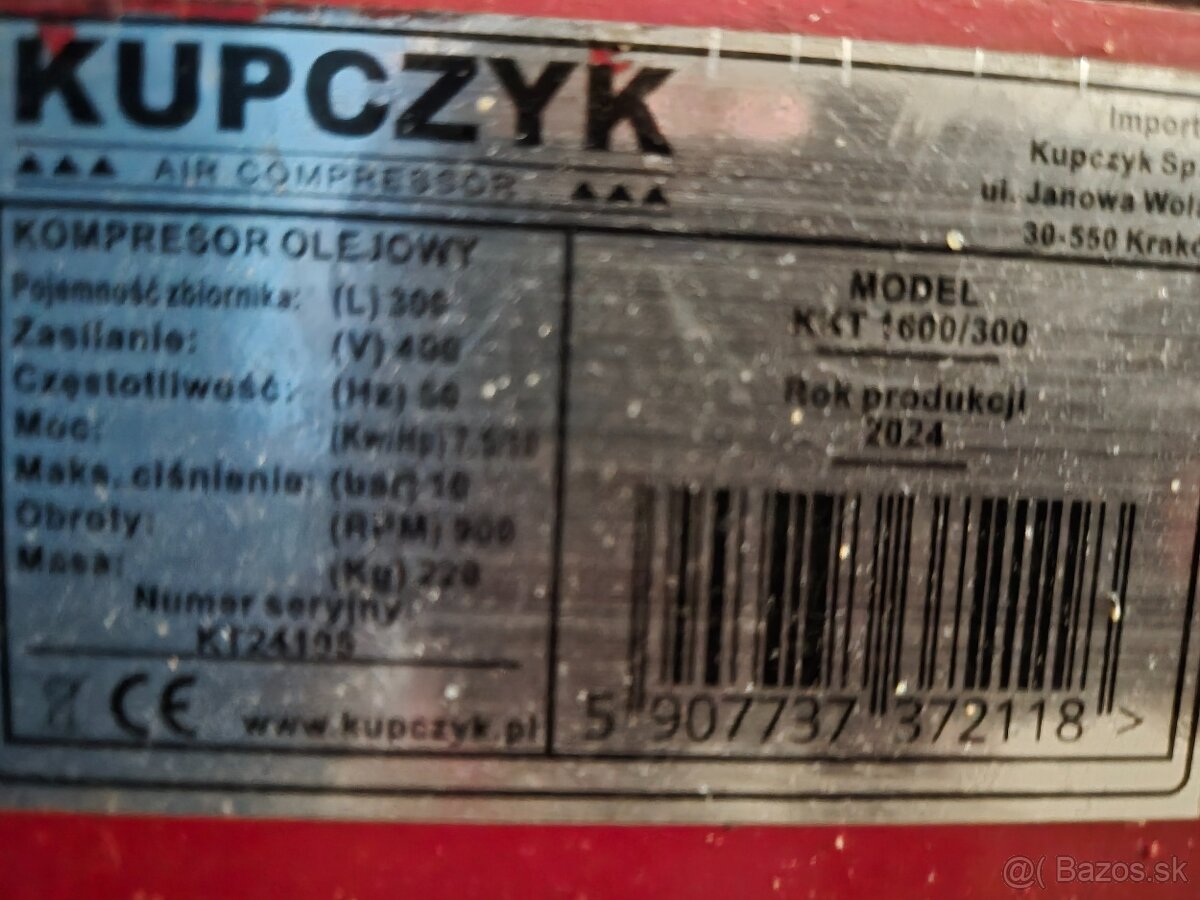 KUPCZYK
AIR COMPRESSOR
Import
Kupczyk Sp
ul. Janowa Wol
30-550 Krako
KOMPRESOR OLEJOWY
Pojemność zbiornika: (L) 300
Zasilanie: (V) 400
Częstotliwość: (Hz) 50
Moc: (Kw/Hp) 7.5/10
Maks. ciśnienie: (bar) 10
Obroty: (RPM) 900
Masa: (Kg) 220
Numer seryjny
KT24105
CE www.kupczyk.pl
MODEL
KKT 1600/300
Rok produkcji
2024
5 907737 372118 >
@( Bazos.sk